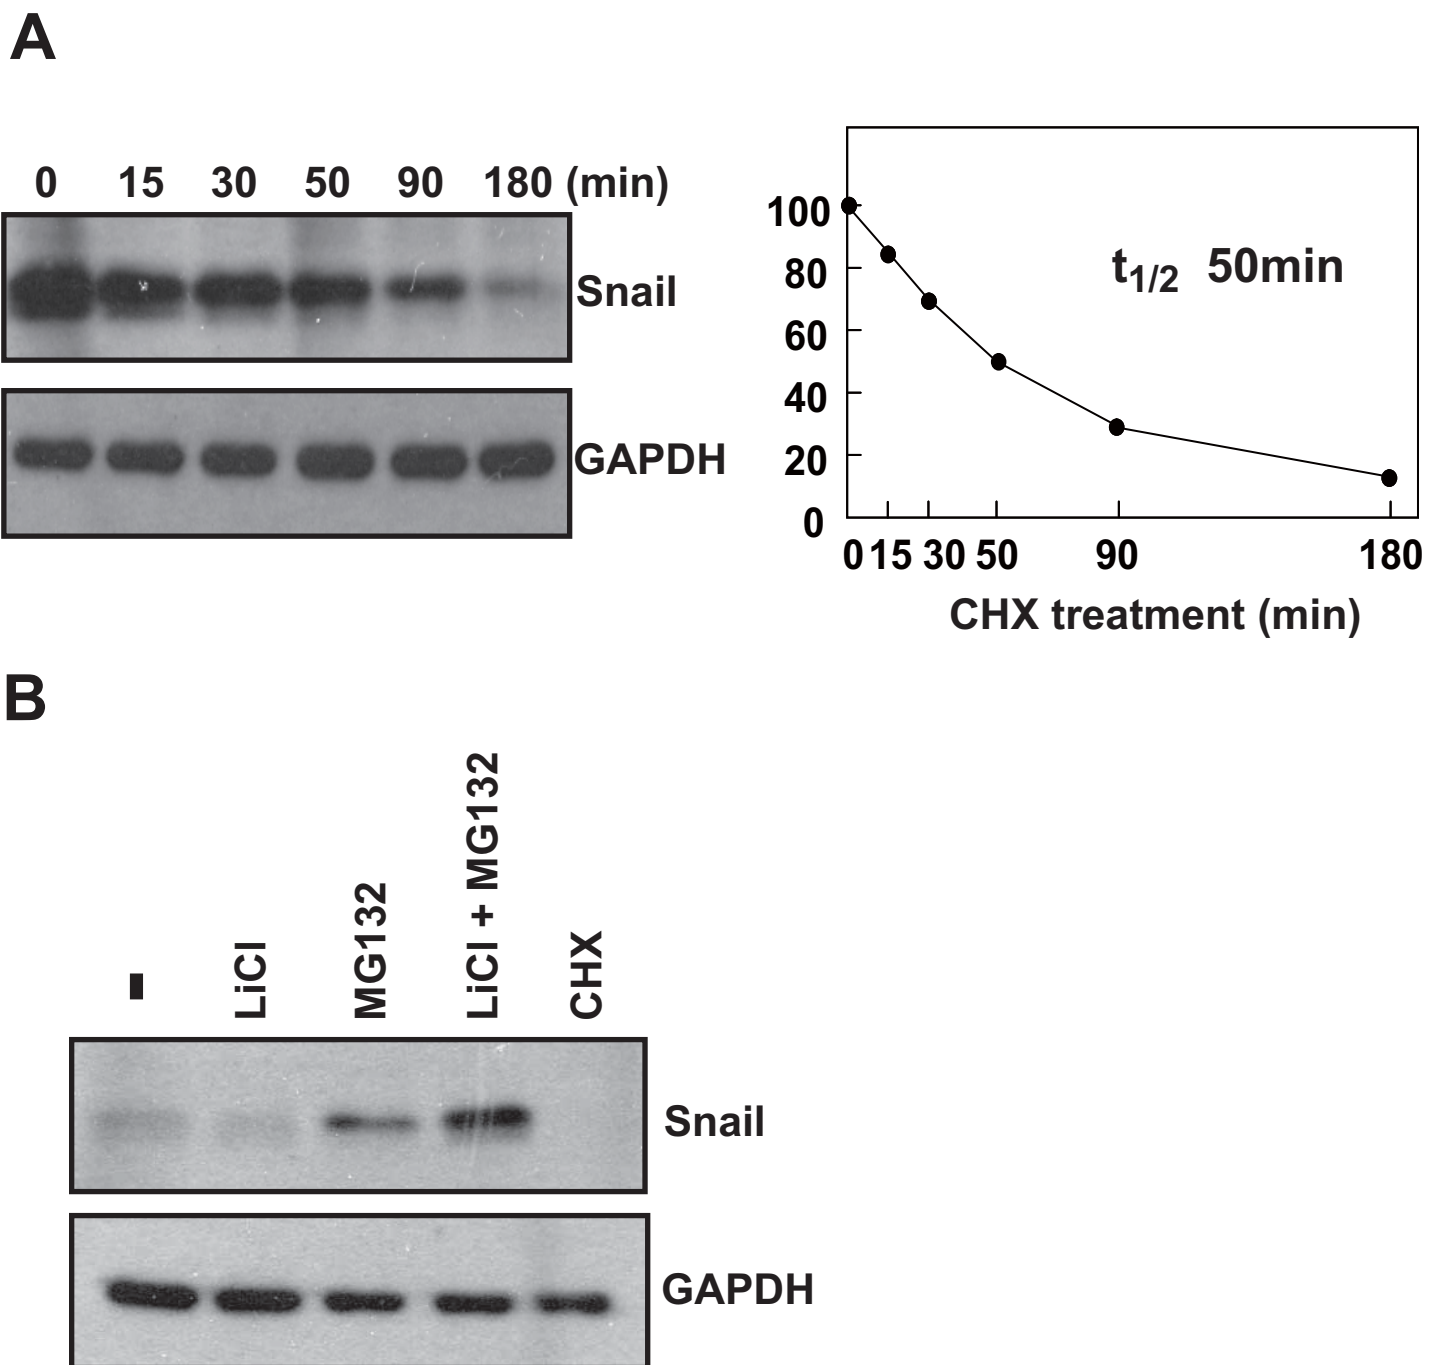 A
0 15 30 50 90 180 (min)
Snail
GAPDH
100
80
60
40
20
0
t1/2 50min
0 15 30 50 90 180
CHX treatment (min)
B
-
LiCl
MG132
LiCl + MG132
CHX
Snail
GAPDH